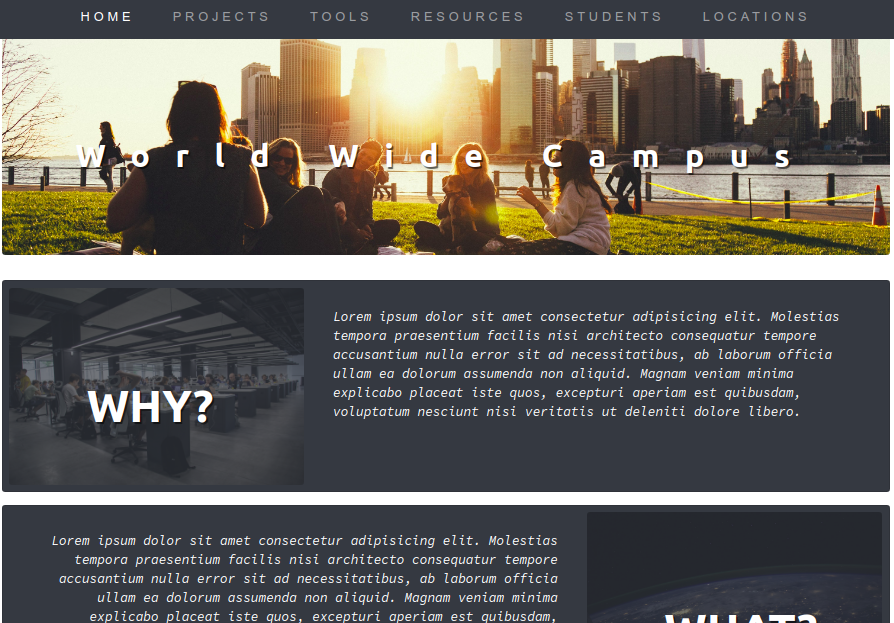 HOME PROJECTS TOOLS RESOURCES STUDENTS LOCATIONS
World Wide Campus
WHY?
Lorem ipsum dolor sit amet consectetur adipisicing elit. Molestias
tempora praesentium facilis nisi architecto consequatur tempore
accusantium nulla error sit ad necessitatibus, ab laborum officia
ullam ea dolorum assumenda non aliquid. Magnam veniam minima
explicabo placeat iste quos, excepturi aperiam est quibusdam,
voluptatum nesciunt nisi veritatis ut deleniti dolore libero.
Lorem ipsum dolor sit amet consectetur adipisicing elit. Molestias
tempora praesentium facilis nisi architecto consequatur tempore
accusantium nulla error sit ad necessitatibus, ab laborum officia
ullam ea dolorum assumenda non aliquid. Magnam veniam minima
explicabo placeat iste quos, excepturi aperiam est quibusdam,
WHAT?